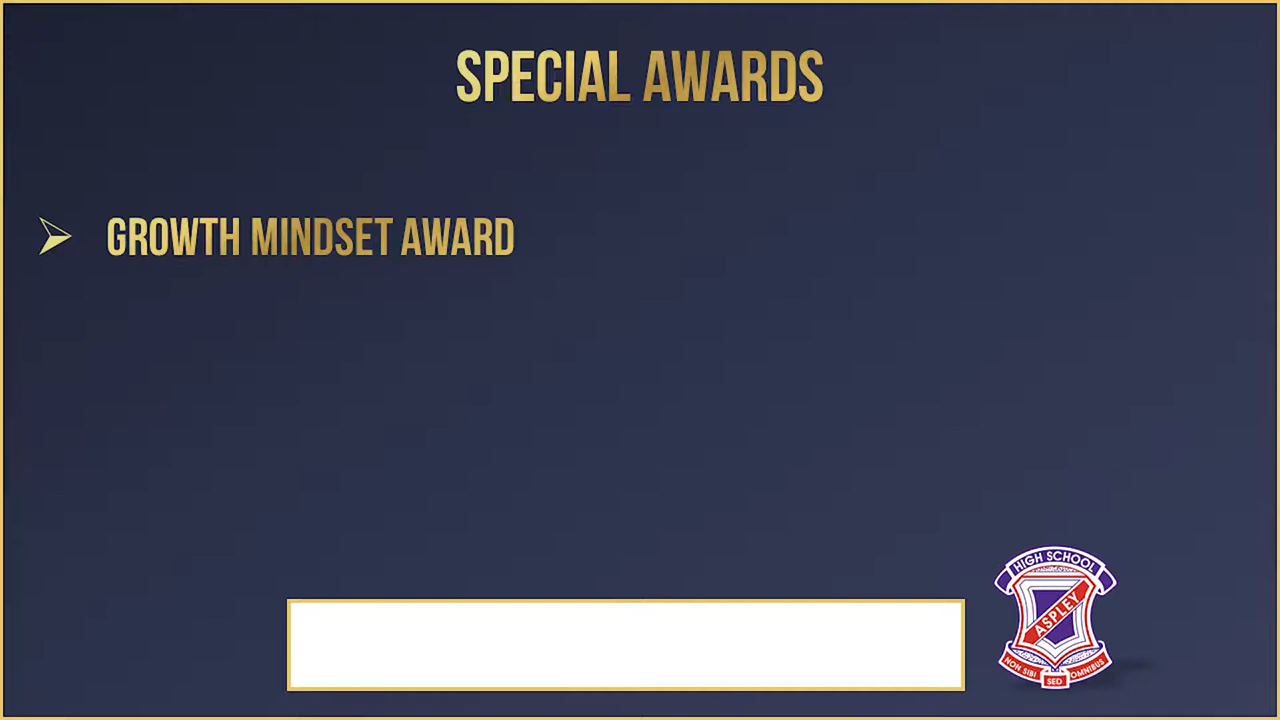 SPECIAL AWARDS
GROWTH MINDSET AWARD
HIGH SCHOOL
ASPLEY
NON SIBI SED OMNIBUS